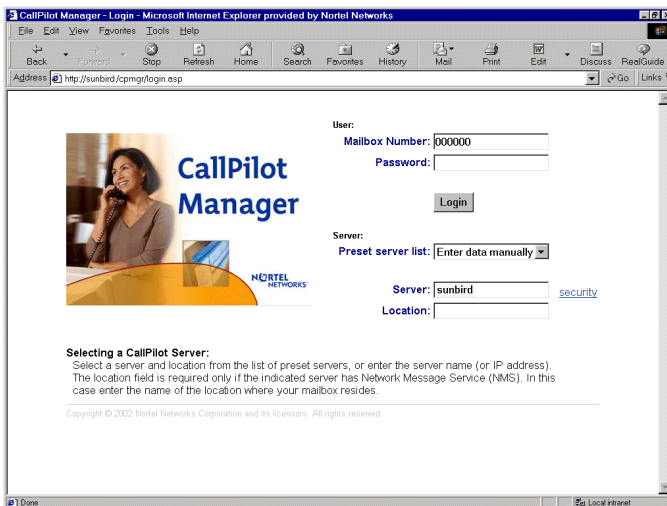 CallPilot Manager - Login - Microsoft Internet Explorer provided by Nortel Networks
File Edit View Favorites Tools Help
Back Forward Stop Refresh Home Search Favorites History Mail Print Edit Discuss RealGuide
Address http://sunbird/cpmgr/login.asp Go Links
User:
Mailbox Number: 000000
Password:
CallPilot
Manager
Login
Server:
Preset server list: Enter data manually
NORTEL
NETWORKS
Server: sunbird security
Location:
Selecting a CallPilot Server:
Select a server and location from the list of preset servers, or enter the server name (or IP address).
The location field is required only if the indicated server has Network Message Service (NMS). In this
case enter the name of the location where your mailbox resides.
Copyright © 2002 Nortel Networks Corporation and its licensors. All rights reserved.
Done Local intranet